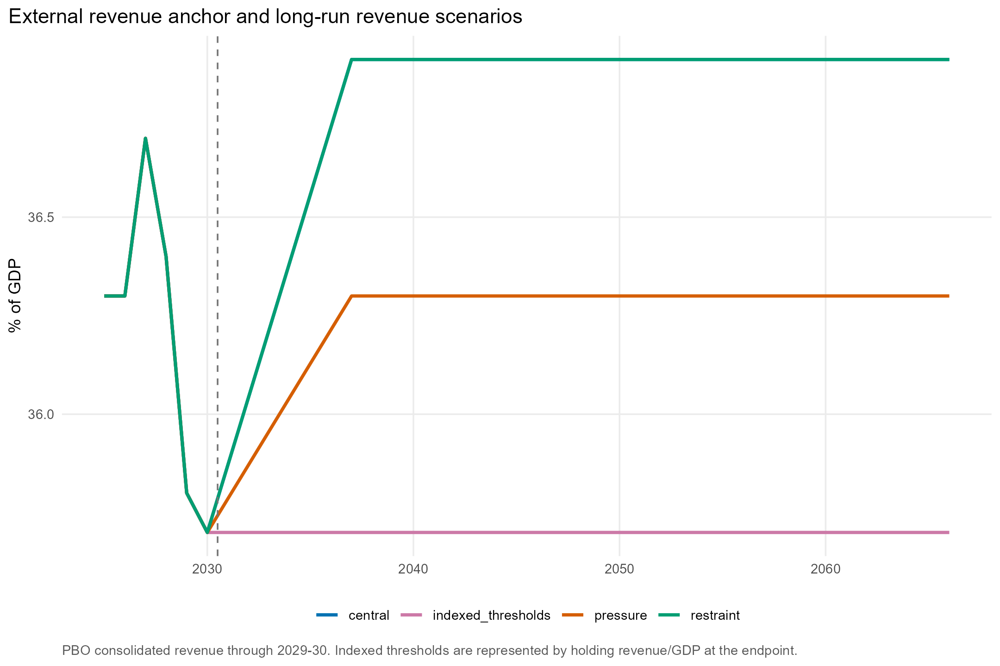 External revenue anchor and long-run revenue scenarios
% of GDP
36.5
36.0
2030 2040 2050 2060
central indexed_thresholds pressure restraint
PBO consolidated revenue through 2029-30. Indexed thresholds are represented by holding revenue/GDP at the endpoint.